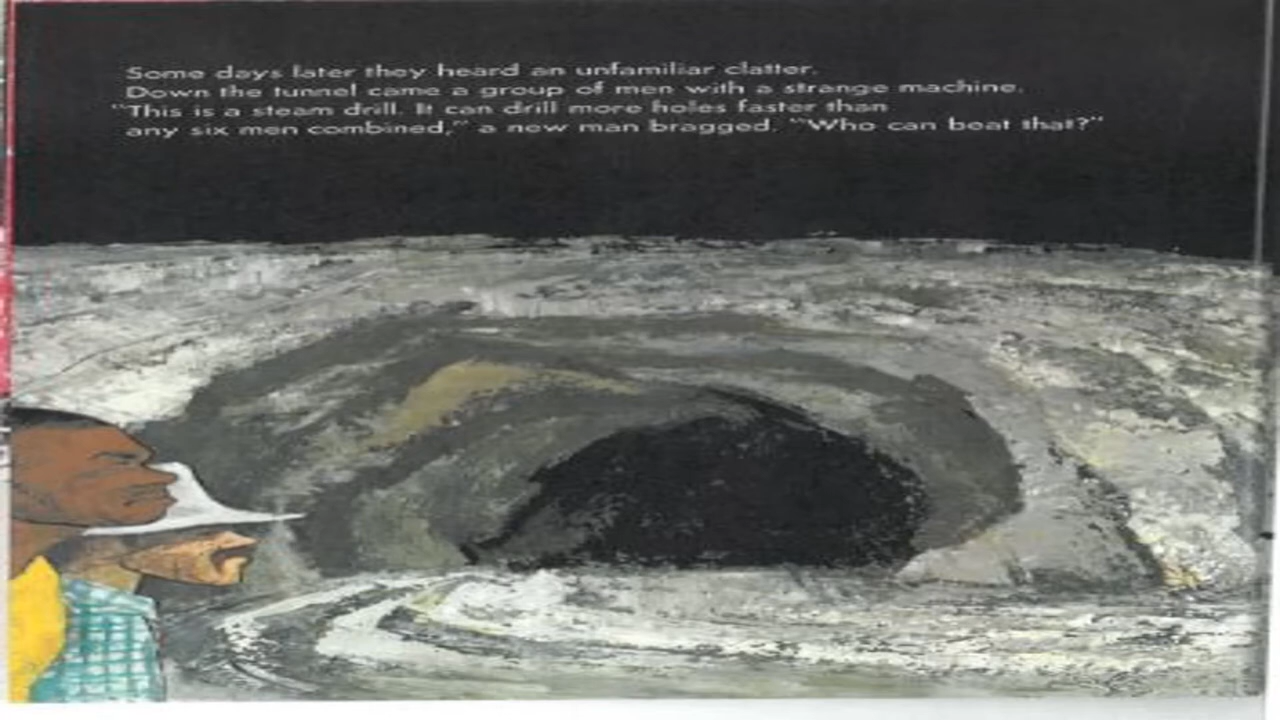 Some days later they heard an unfamiliar clatter.
Down the tunnel came a group of men with a strange machine.
"This is a steam drill. It can drill more holes faster than
any six men combined," a new man bragged. "Who can beat that?"